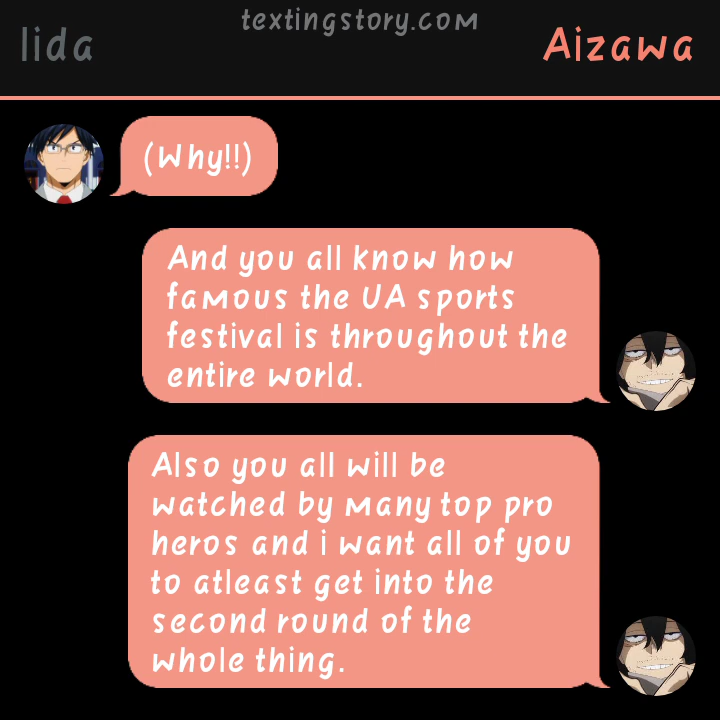 textingstory.com
Iida
Aizawa
(Why!!)
And you all know how
famous the UA sports
festival is throughout the
entire world.
Also you all will be
watched by many top pro
heros and i want all of you
to atleast get into the
second round of the
whole thing.